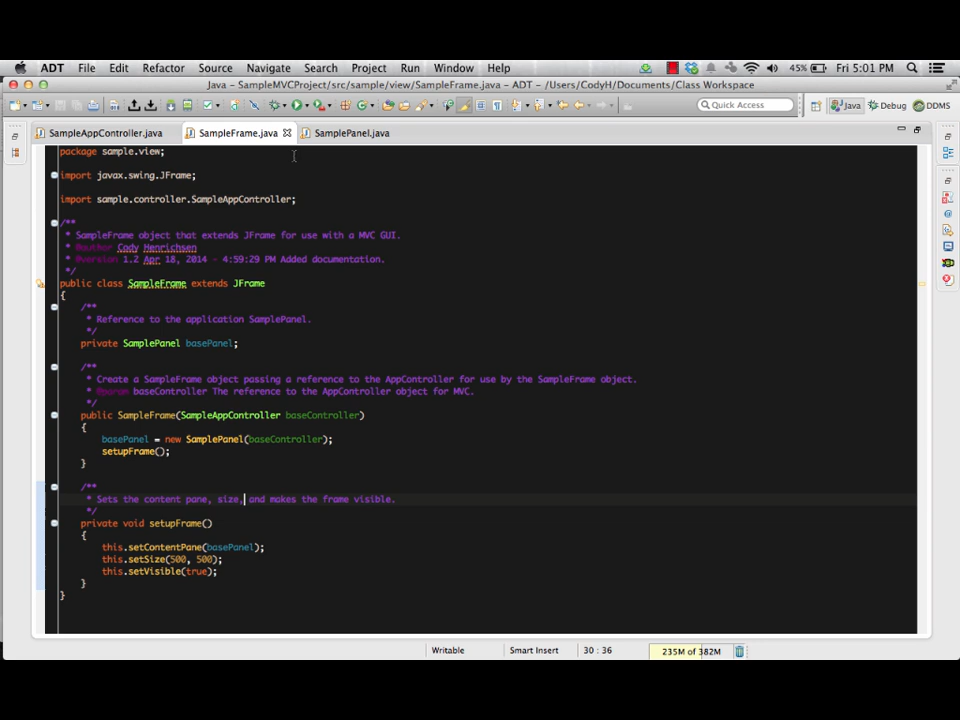 ADT File Edit Refactor Source Navigate Search Project Run Window Help 45% Fri 5:01 PM
Java - SampleMVCProject/src/sample/view/SampleFrame.java - ADT - /Users/CodyH/Documents/Class Workspace
Quick Access Java Debug DDMS
SampleAppController.java SampleFrame.java SamplePanel.java
package sample.view;
import javax.swing.JFrame;
import sample.controller.SampleAppController;
/**
* SampleFrame object that extends JFrame for use with a MVC GUI.
* @author Cody Henrichsen
* @version 1.2 Apr 18, 2014 - 4:59:29 PM Added documentation.
*/
public class SampleFrame extends JFrame
{
/**
* Reference to the application SamplePanel.
*/
private SamplePanel basePanel;
/**
* Create a SampleFrame object passing a reference to the AppController for use by the SampleFrame object.
* @param baseController The reference to the AppController object for MVC.
*/
public SampleFrame(SampleAppController baseController)
{
basePanel = new SamplePanel(baseController);
setupFrame();
}
/**
* Sets the content pane, size, and makes the frame visible.
*/
private void setupFrame()
{
this.setContentPane(basePanel);
this.setSize(500, 500);
this.setVisible(true);
}
}
Writable Smart Insert 30 : 36 235M of 382M